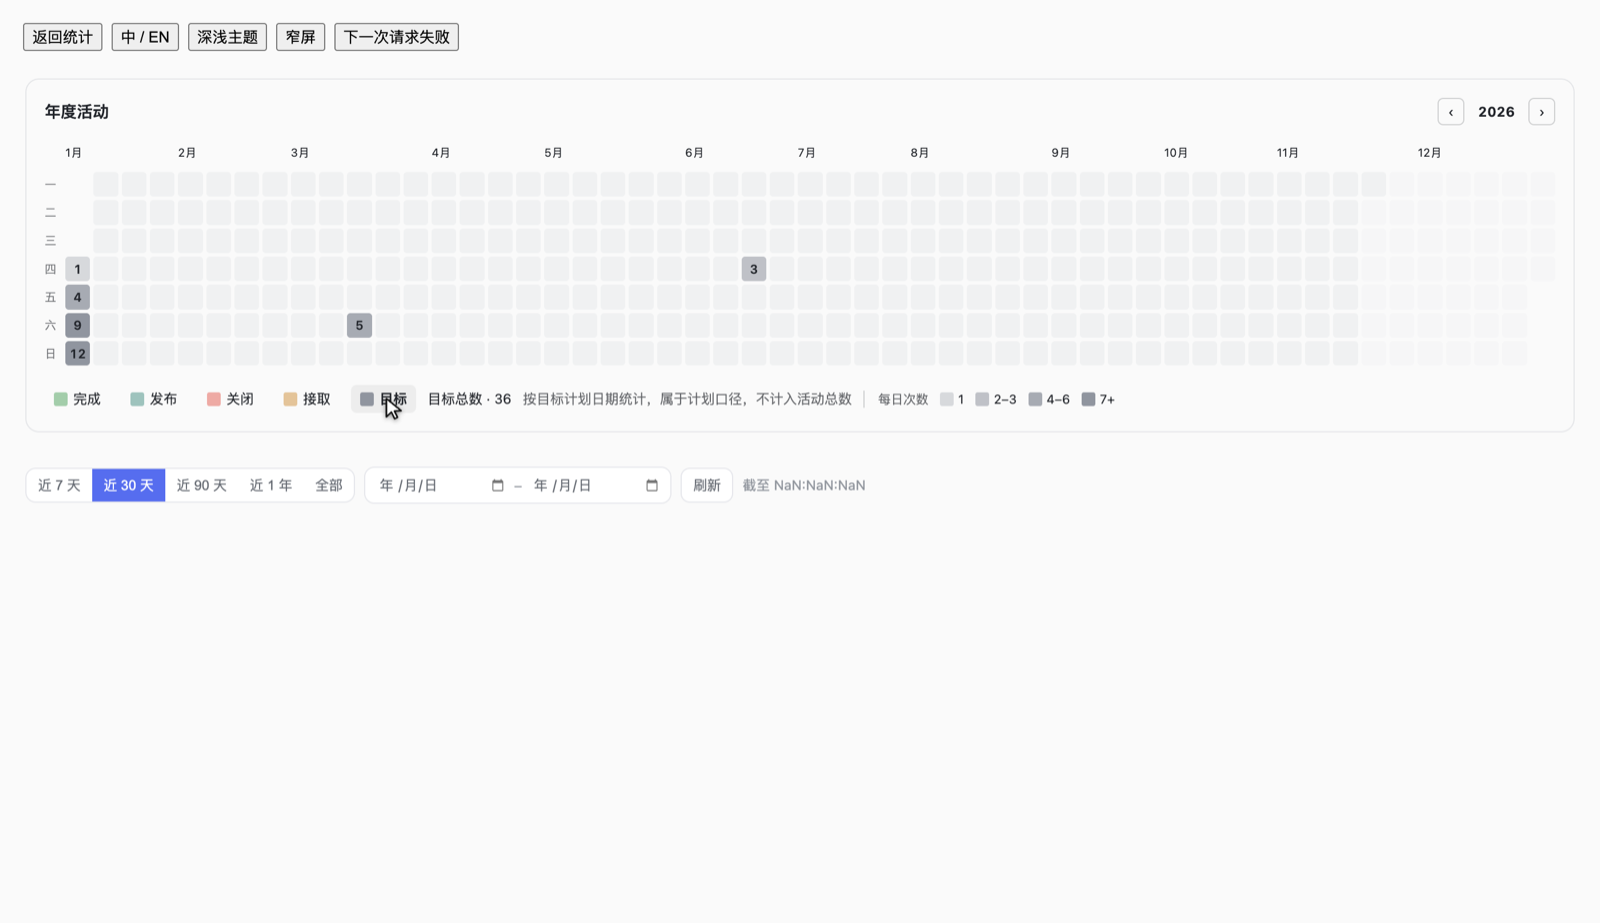 返回统计 中 / EN 深浅主题 窄屏 下一次请求失败
年度活动 ‹ 2026 ›
1月 2月 3月 4月 5月 6月 7月 8月 9月 10月 11月 12月
一
二
三
四 1 3
五 4
六 9 5
日 12
完成 发布 关闭 接取 目标 目标总数 · 36 按目标计划日期统计，属于计划口径，不计入活动总数 每日次数 1 2–3 4–6 7+
近 7 天 近 30 天 近 90 天 近 1 年 全部 年 /月/日 – 年 /月/日 刷新 截至 NaN:NaN:NaN